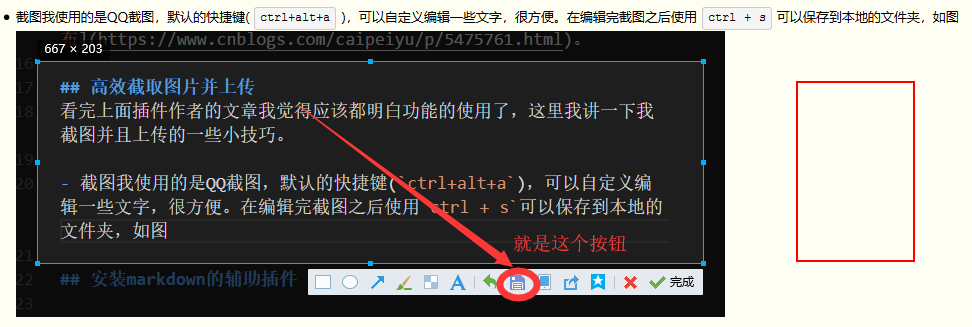 截图我使用的是QQ截图，默认的快捷键( ctrl+alt+a )，可以自定义编辑一些文字，很方便。在编辑完截图之后使用 ctrl + s 可以保存到本地的文件夹，如图
布](https://www.cnblogs.com/caipeiyu/p/5475761.html)。
667 × 203
16
17 ## 高效截取图片并上传
18 看完上面插件作者的文章我觉得应该都明白功能的使用了，这里我讲一下我
截图并且上传的一些小技巧。
19
20 - 截图我使用的是QQ截图，默认的快捷键(`ctrl+alt+a`)，可以自定义编
辑一些文字，很方便。在编辑完截图之后使用`ctrl + s`可以保存到本地的
文件夹，如图
就是这个按钮
21
22 ## 安装markdown的辅助插件
A 完成
23